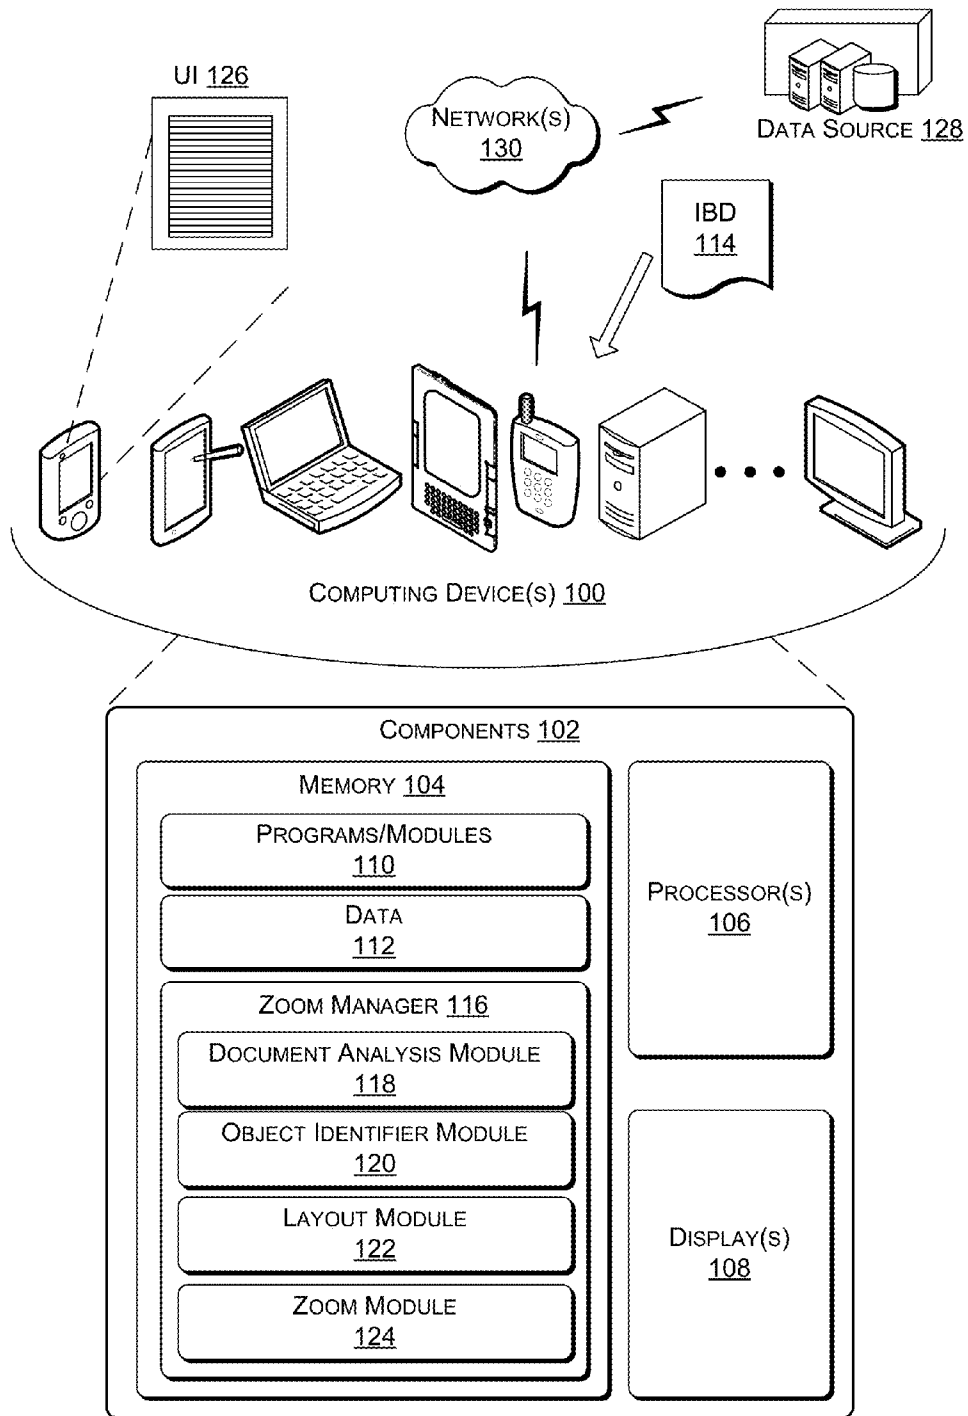 UI 126
NETWORK(S)
130
DATA SOURCE 128
IBD
114
COMPUTING DEVICE(S) 100
COMPONENTS 102
MEMORY 104
PROGRAMS/MODULES
110
DATA
112
ZOOM MANAGER 116
DOCUMENT ANALYSIS MODULE
118
OBJECT IDENTIFIER MODULE
120
LAYOUT MODULE
122
ZOOM MODULE
124
PROCESSOR(S)
106
DISPLAY(S)
108